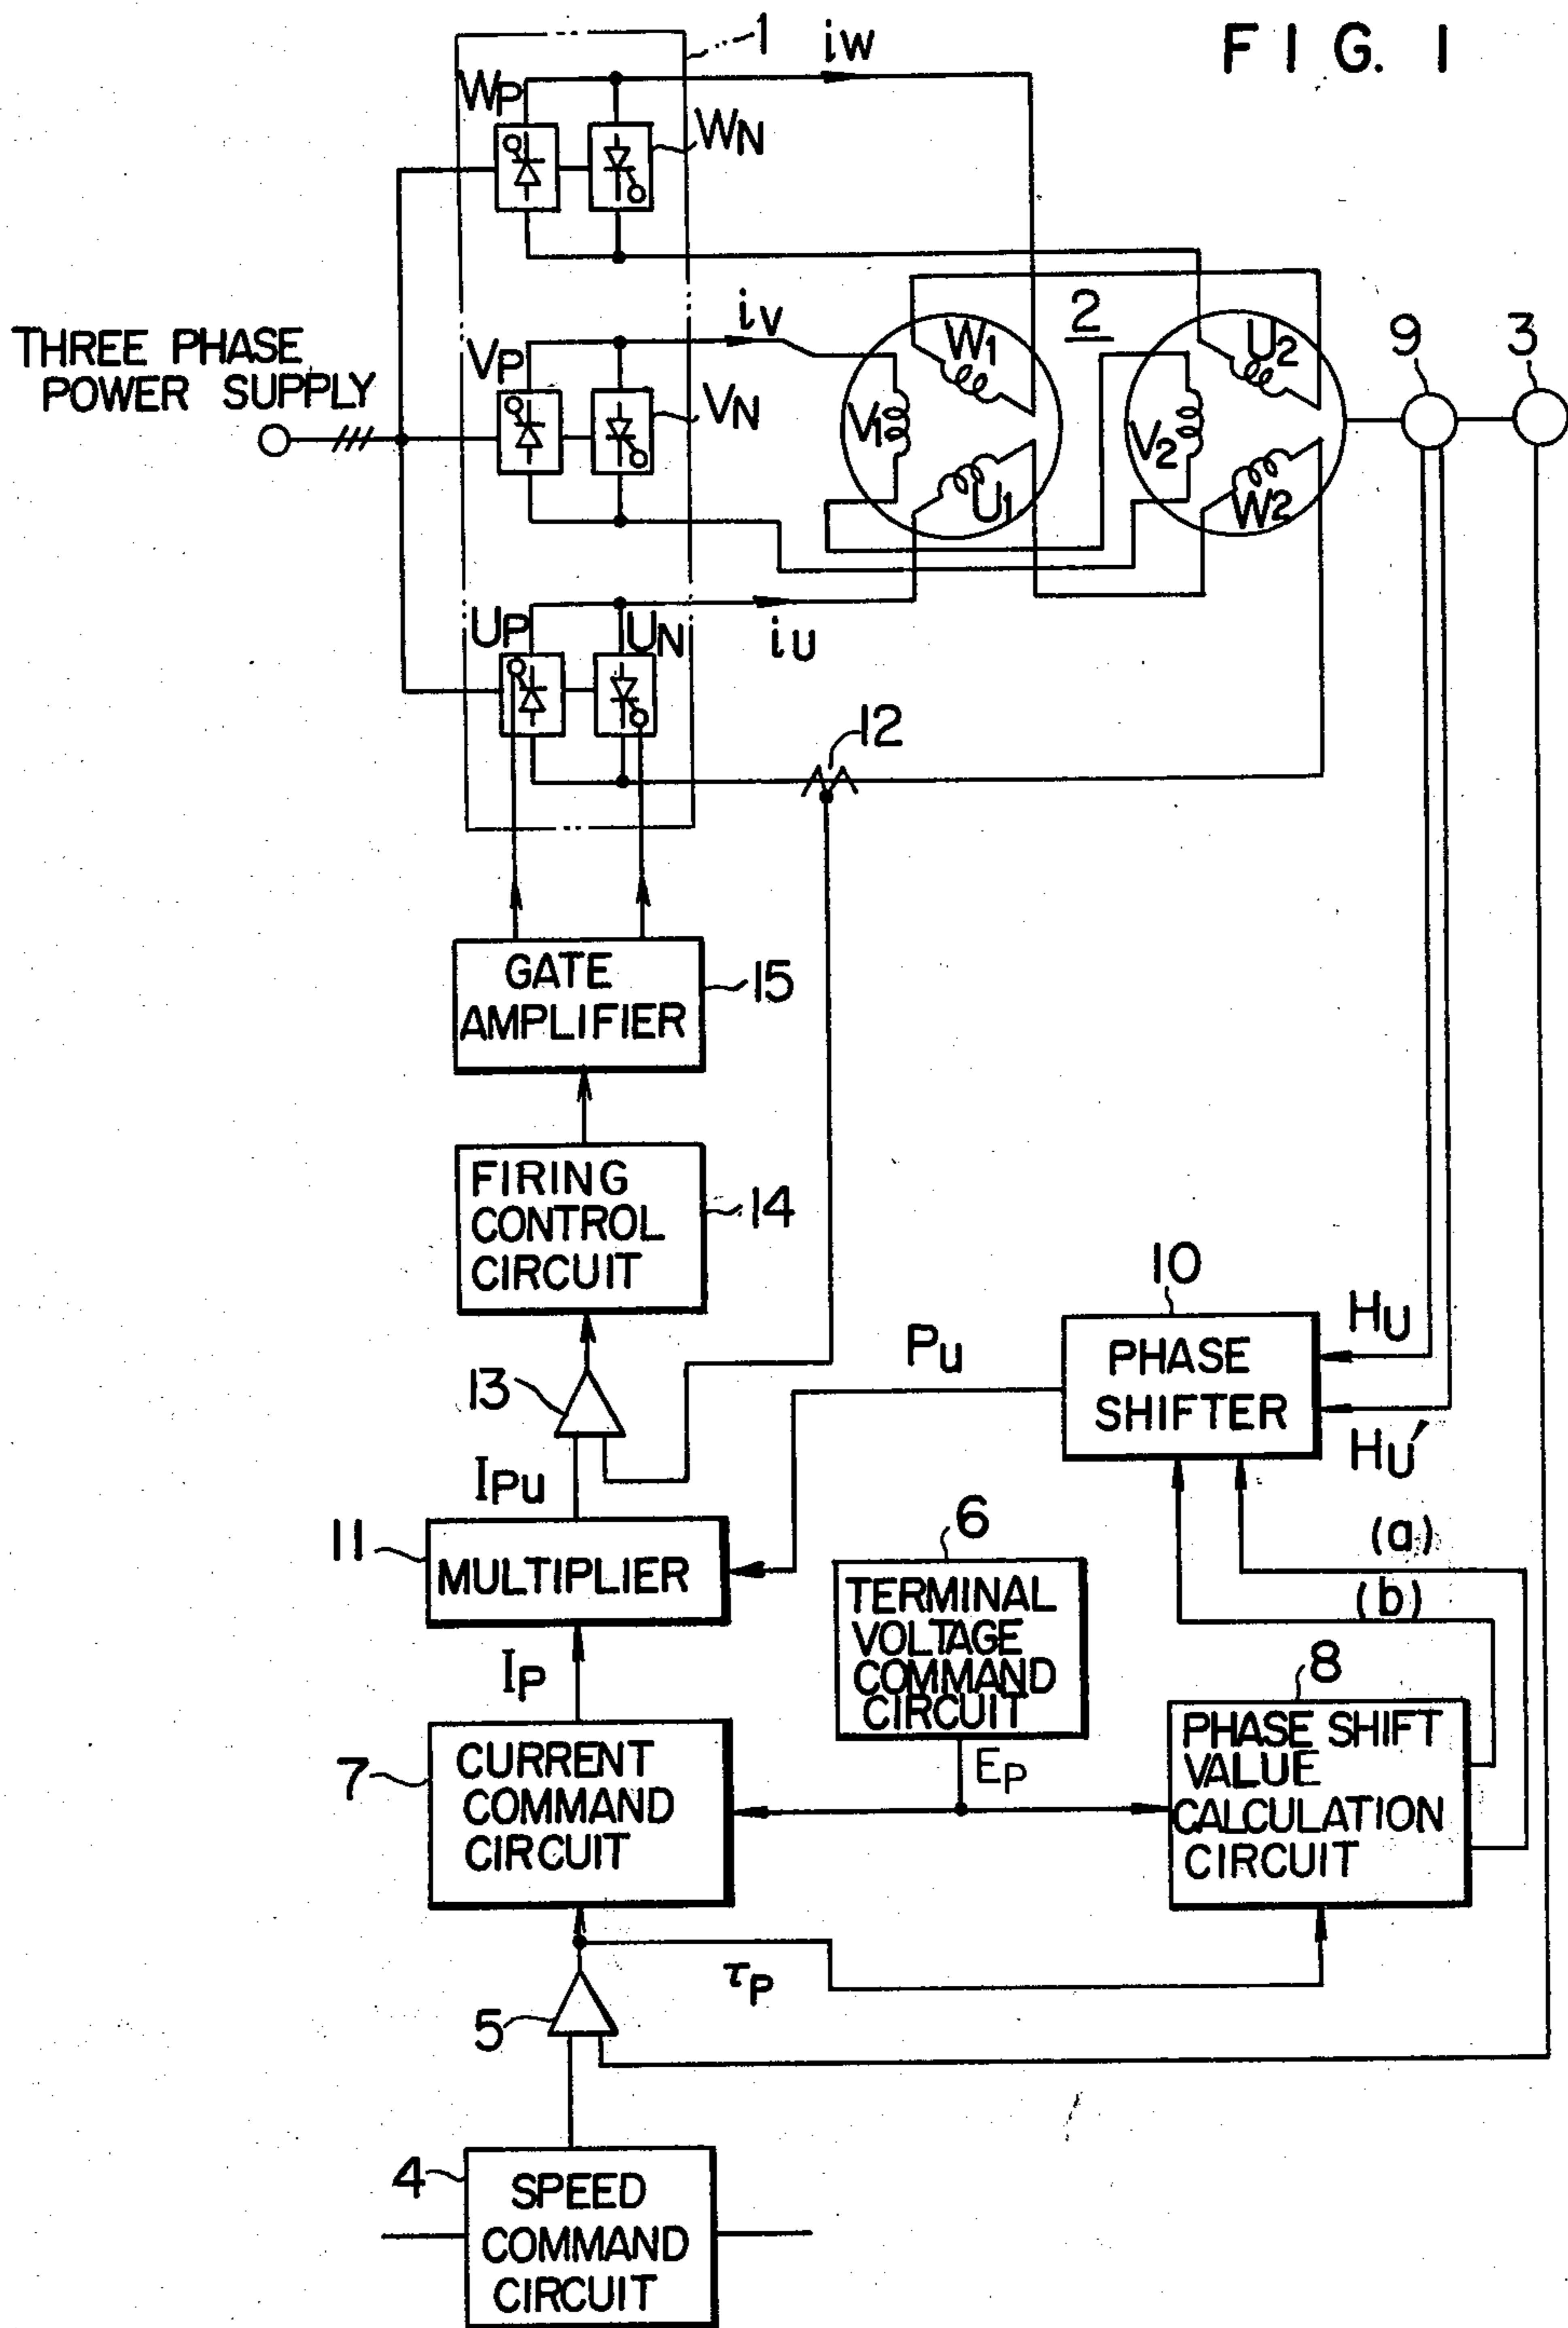 FIG. 1
1
iW
WP
WN
THREE PHASE
POWER SUPPLY
iV
VP
VN
2
W1
V1
U1
U2
V2
W2
9
3
UP
UN
iU
12
GATE
AMPLIFIER
15
FIRING
CONTROL
CIRCUIT
14
10
PHASE
SHIFTER
HU
HU'
PU
13
IPU
11
MULTIPLIER
6
TERMINAL
VOLTAGE
COMMAND
CIRCUIT
(a)
(b)
IP
EP
8
PHASE SHIFT
VALUE
CALCULATION
CIRCUIT
7
CURRENT
COMMAND
CIRCUIT
τP
5
4
SPEED
COMMAND
CIRCUIT